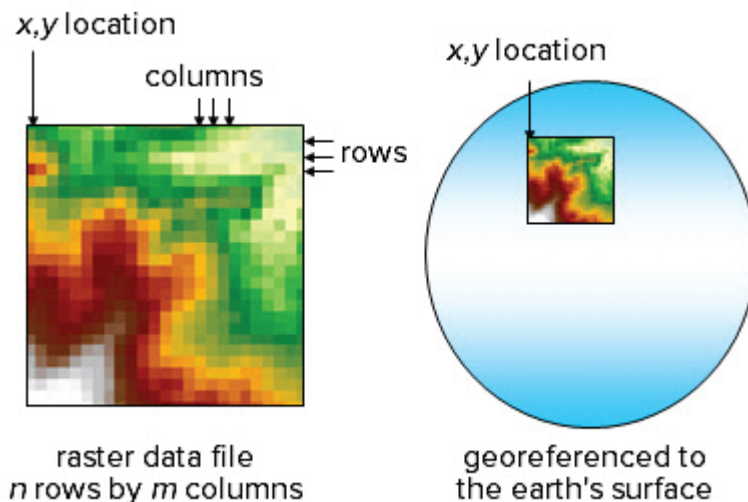 x,y location
columns
rows
raster data file
n rows by m columns
x,y location
georeferenced to
the earth's surface